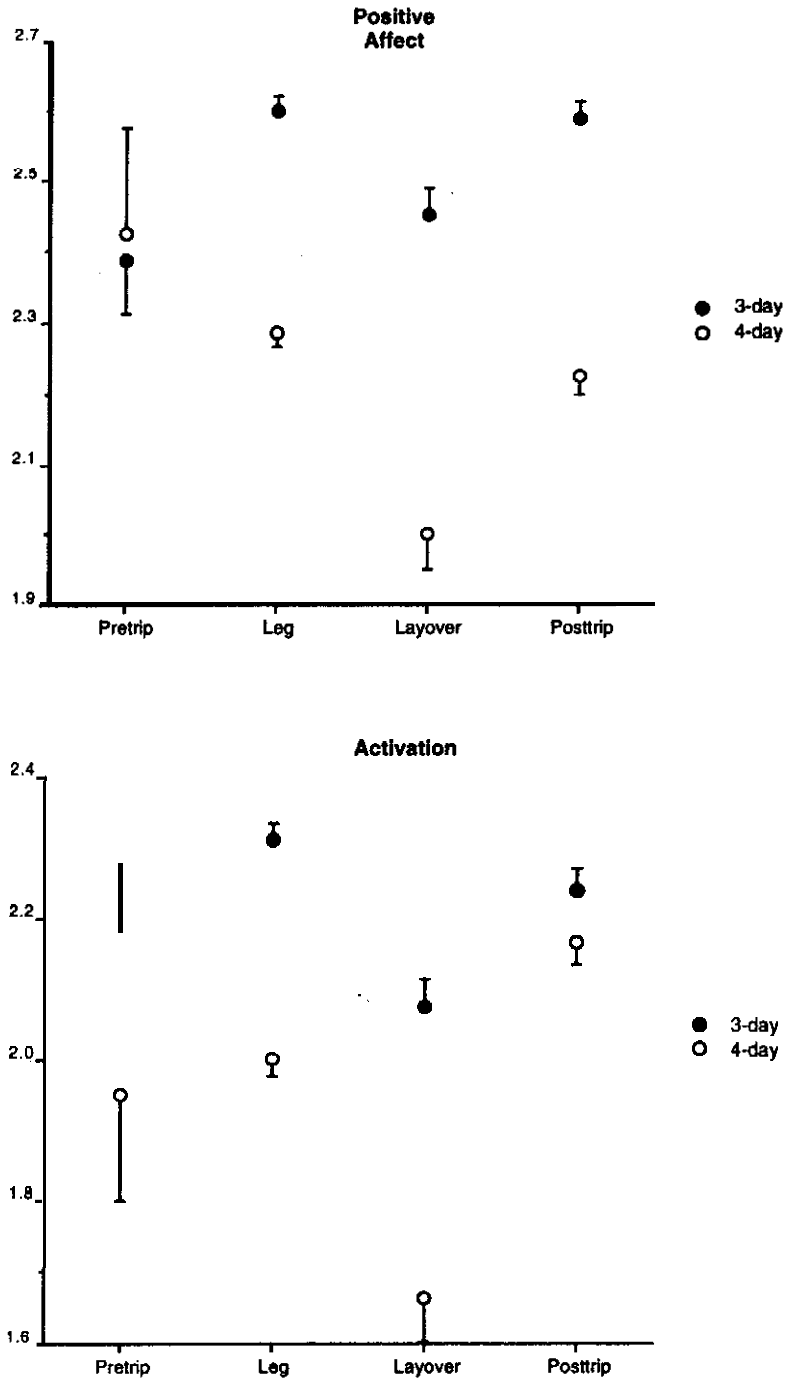 Positive
Affect
2.7
2.5
2.3
2.1
1.9
Pretrip Leg Layover Posttrip
3-day
4-day
Activation
2.4
2.2
2.0
1.8
1.6
Pretrip Leg Layover Posttrip
3-day
4-day